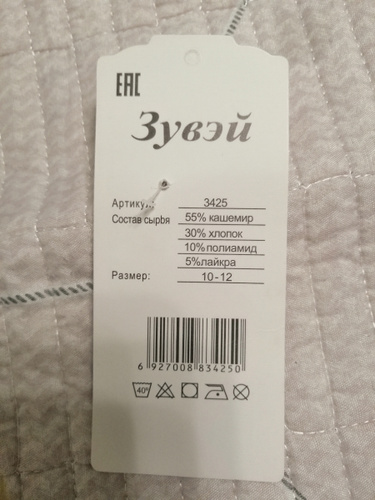 EAC
Зувэй
Артикул: 3425
Состав сырья 55% кашемир
30% хлопок
10% полиамид
5%лайкра
Размер: 10-12
6 927008 834250
40°